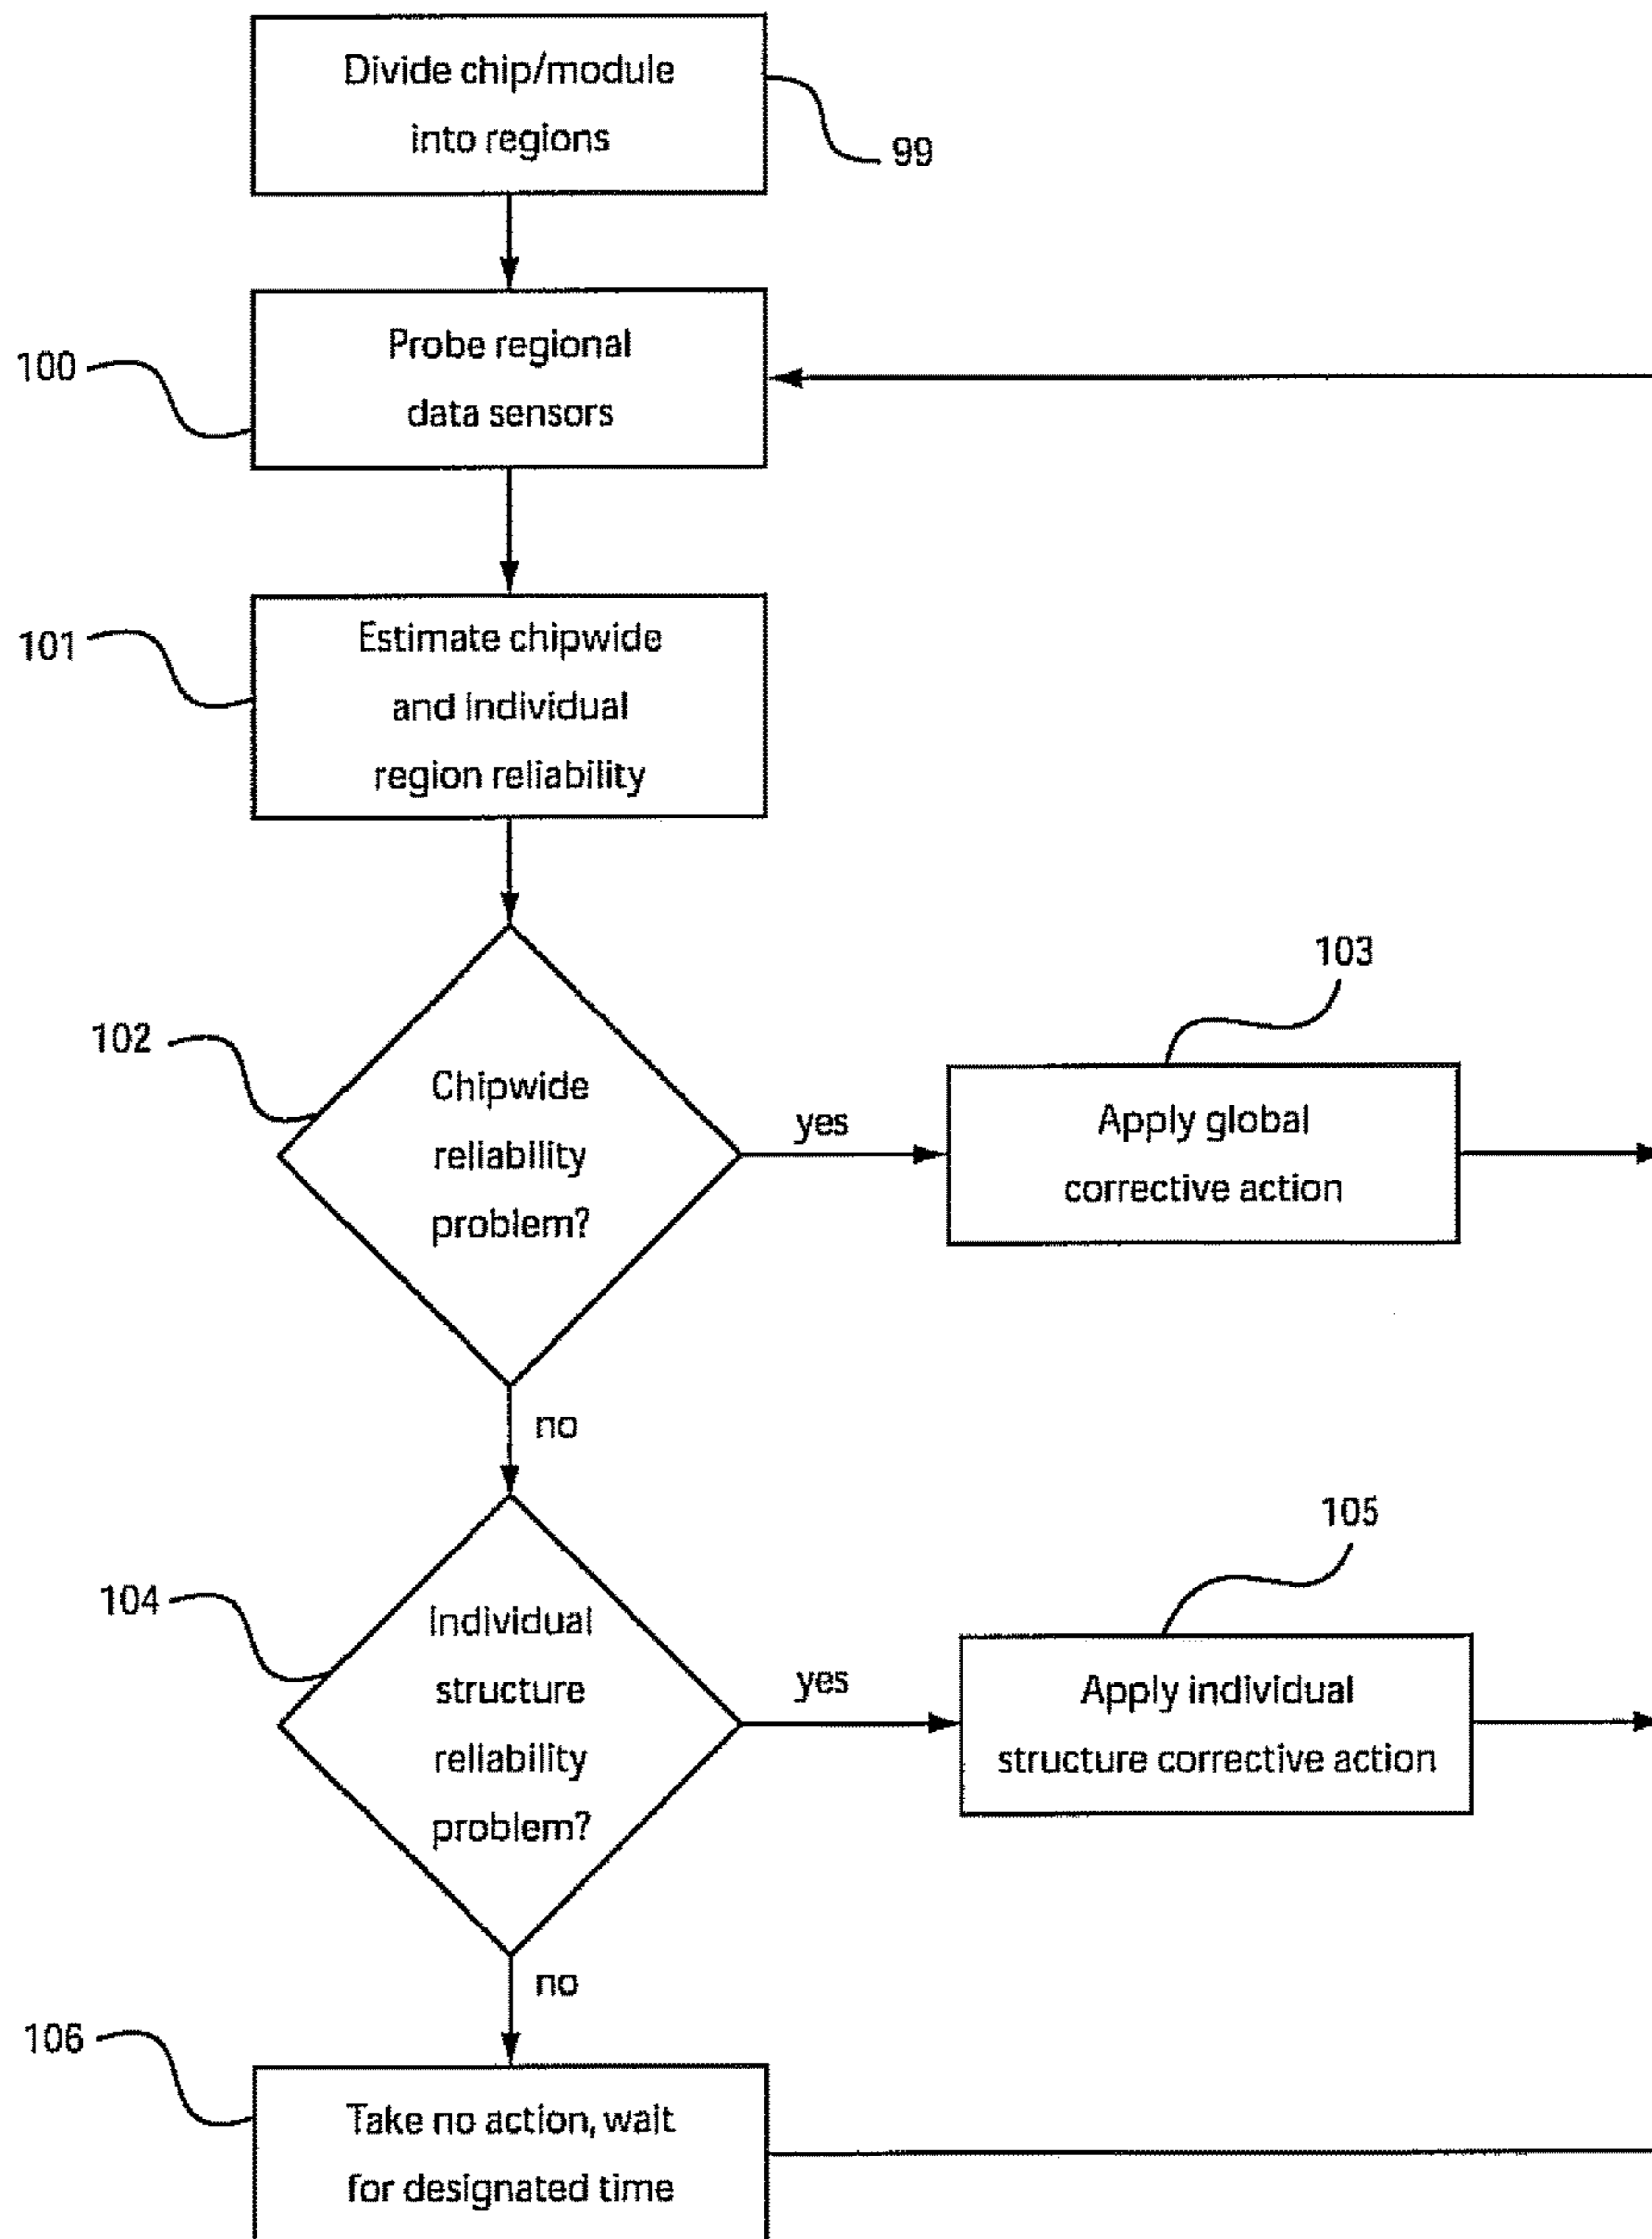 Divide chip/module
into regions
99
Probe regional
data sensors
100
Estimate chipwide
and individual
region reliability
101
Chipwide
reliability
problem?
102
yes
Apply global
corrective action
103
no
Individual
structure
reliability
problem?
104
yes
Apply individual
structure corrective action
105
no
Take no action, wait
for designated time
106